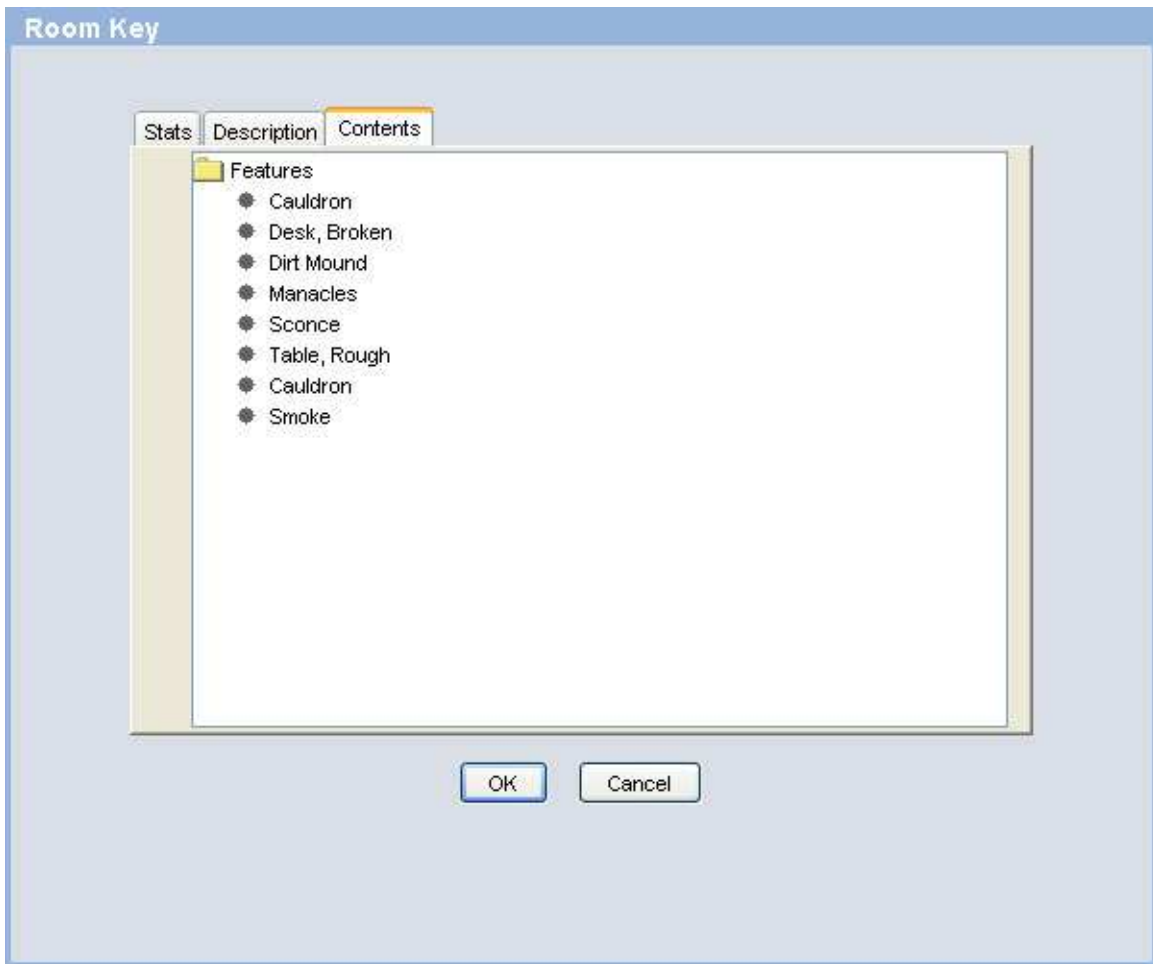 Room Key
Stats Description Contents
Features
Cauldron
Desk, Broken
Dirt Mound
Manacles
Sconce
Table, Rough
Cauldron
Smoke
OK Cancel